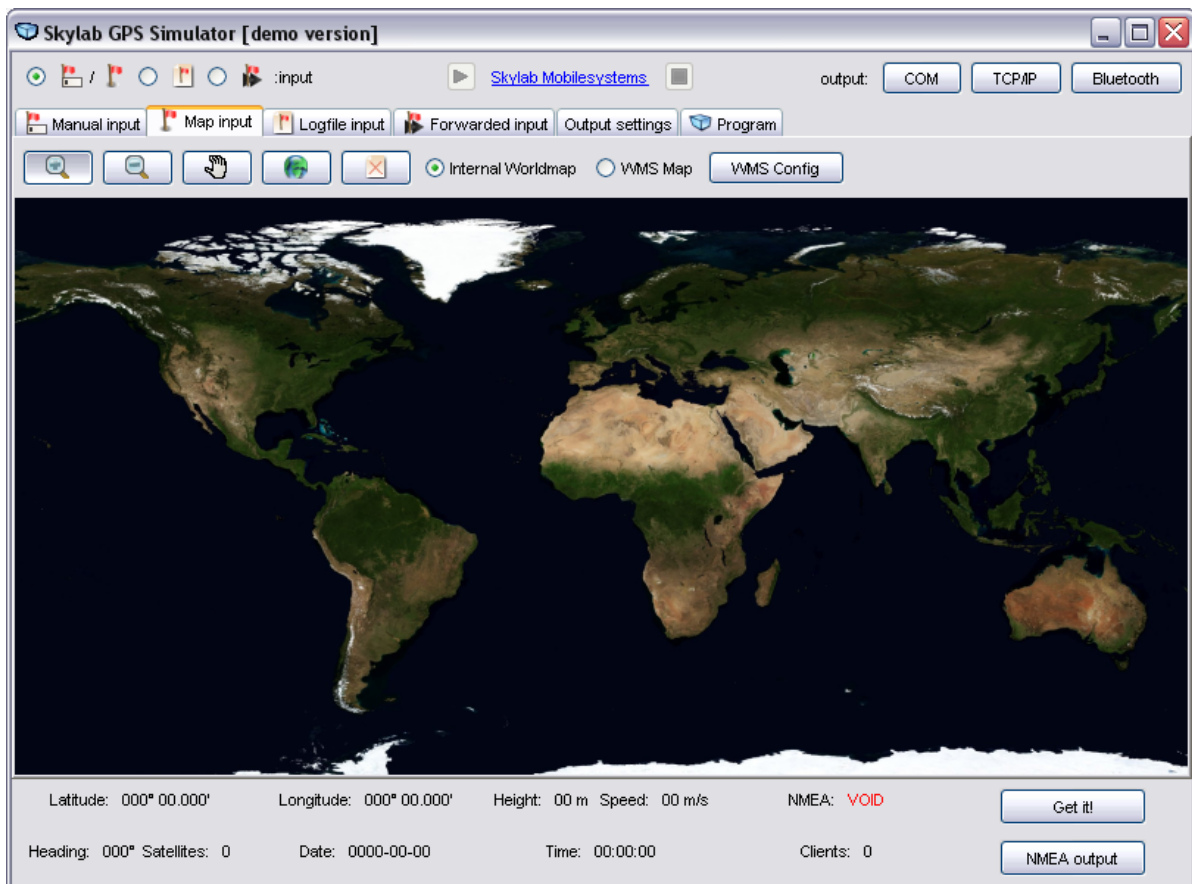 Skylab GPS Simulator [demo version]
/ :input Skylab Mobilesystems output: COM TCP/IP Bluetooth
Manual input Map input Logfile input Forwarded input Output settings Program
Internal Worldmap WMS Map WMS Config
Latitude: 000° 00.000' Longitude: 000° 00.000' Height: 00 m Speed: 00 m/s NMEA: VOID Get it!
Heading: 000° Satellites: 0 Date: 0000-00-00 Time: 00:00:00 Clients: 0 NMEA output